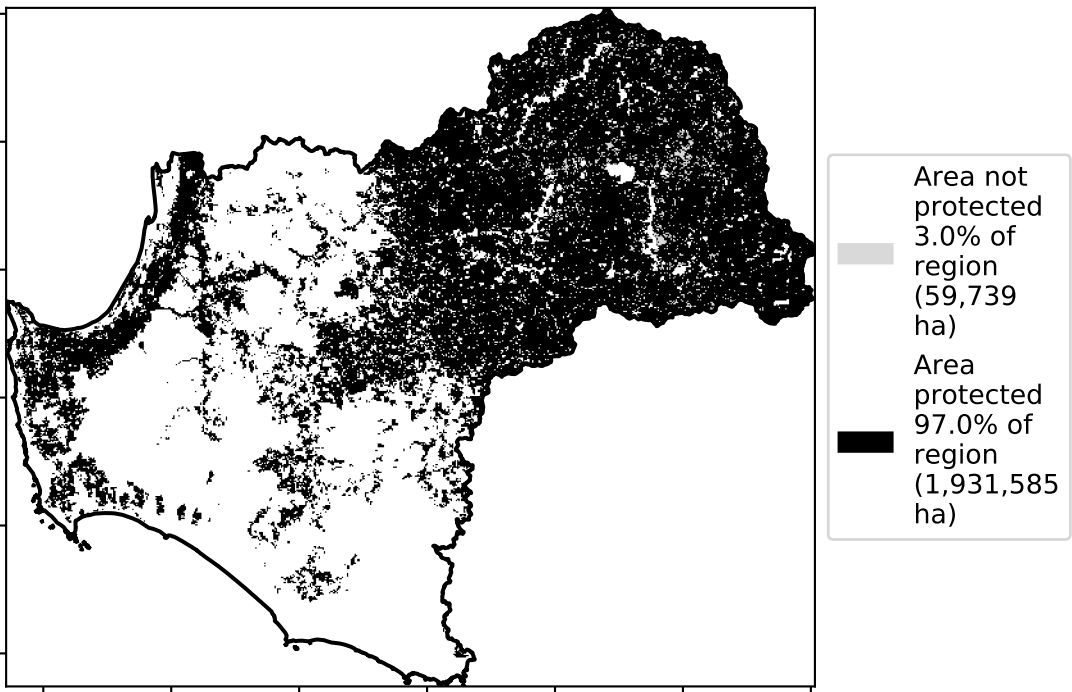 Area not
protected
3.0% of
region
(59,739
ha)
Area
protected
97.0% of
region
(1,931,585
ha)